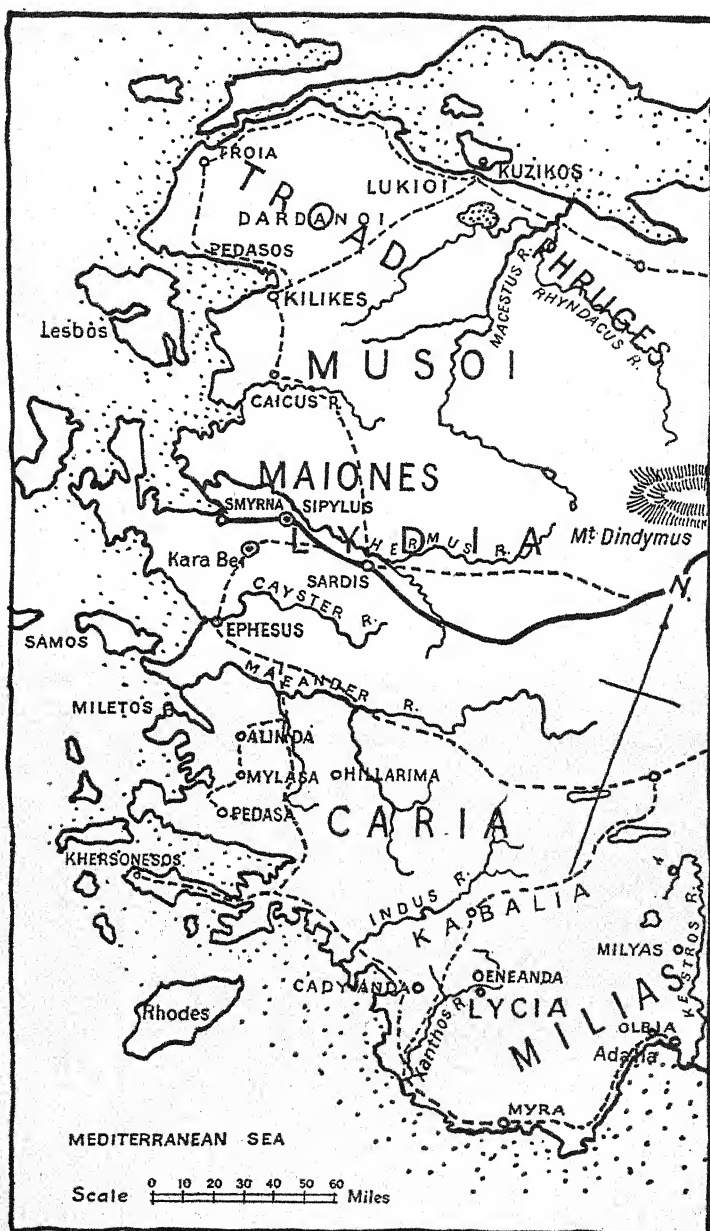 TROIA
KUZIKOS
LUKIOI
TROAD
DARDANOI
PEDASOS
PHRUGES
MACESTUS R.
RHYNDACUS R.
KILIKES
Lesbos
MUSOI
CAICUS R.
MAIONES
SMYRNA
SIPYLUS
LYDIA
HERMUS R.
Mt Dindymus
Kara Bel
SARDIS
N.
CAYSTER R.
EPHESUS
SAMOS
MAEANDER R.
MILETOS
ALINDA
MYLASA
HILLARIMA
PEDASA
CARIA
KHERSONESOS
INDUS R.
KABALIA
KESTROS R.
MILYAS
CADYANDA
OENEANDA
Rhodes
LYCIA
MILIAS
Xanthos R.
OLBIA
Adalia
MYRA
MEDITERRANEAN SEA
Scale 0 10 20 30 40 50 60 Miles